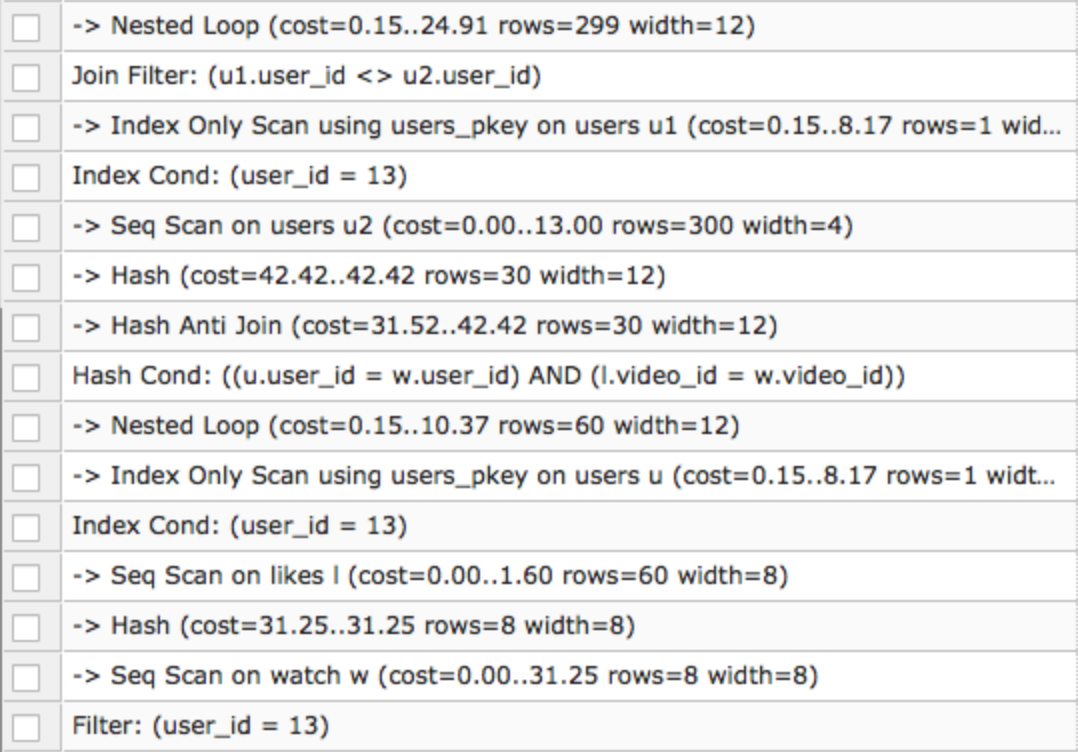 -> Nested Loop (cost=0.15..24.91 rows=299 width=12)
Join Filter: (u1.user_id <> u2.user_id)
-> Index Only Scan using users_pkey on users u1 (cost=0.15..8.17 rows=1 wid...
Index Cond: (user_id = 13)
-> Seq Scan on users u2 (cost=0.00..13.00 rows=300 width=4)
-> Hash (cost=42.42..42.42 rows=30 width=12)
-> Hash Anti Join (cost=31.52..42.42 rows=30 width=12)
Hash Cond: ((u.user_id = w.user_id) AND (l.video_id = w.video_id))
-> Nested Loop (cost=0.15..10.37 rows=60 width=12)
-> Index Only Scan using users_pkey on users u (cost=0.15..8.17 rows=1 widt...
Index Cond: (user_id = 13)
-> Seq Scan on likes l (cost=0.00..1.60 rows=60 width=8)
-> Hash (cost=31.25..31.25 rows=8 width=8)
-> Seq Scan on watch w (cost=0.00..31.25 rows=8 width=8)
Filter: (user_id = 13)